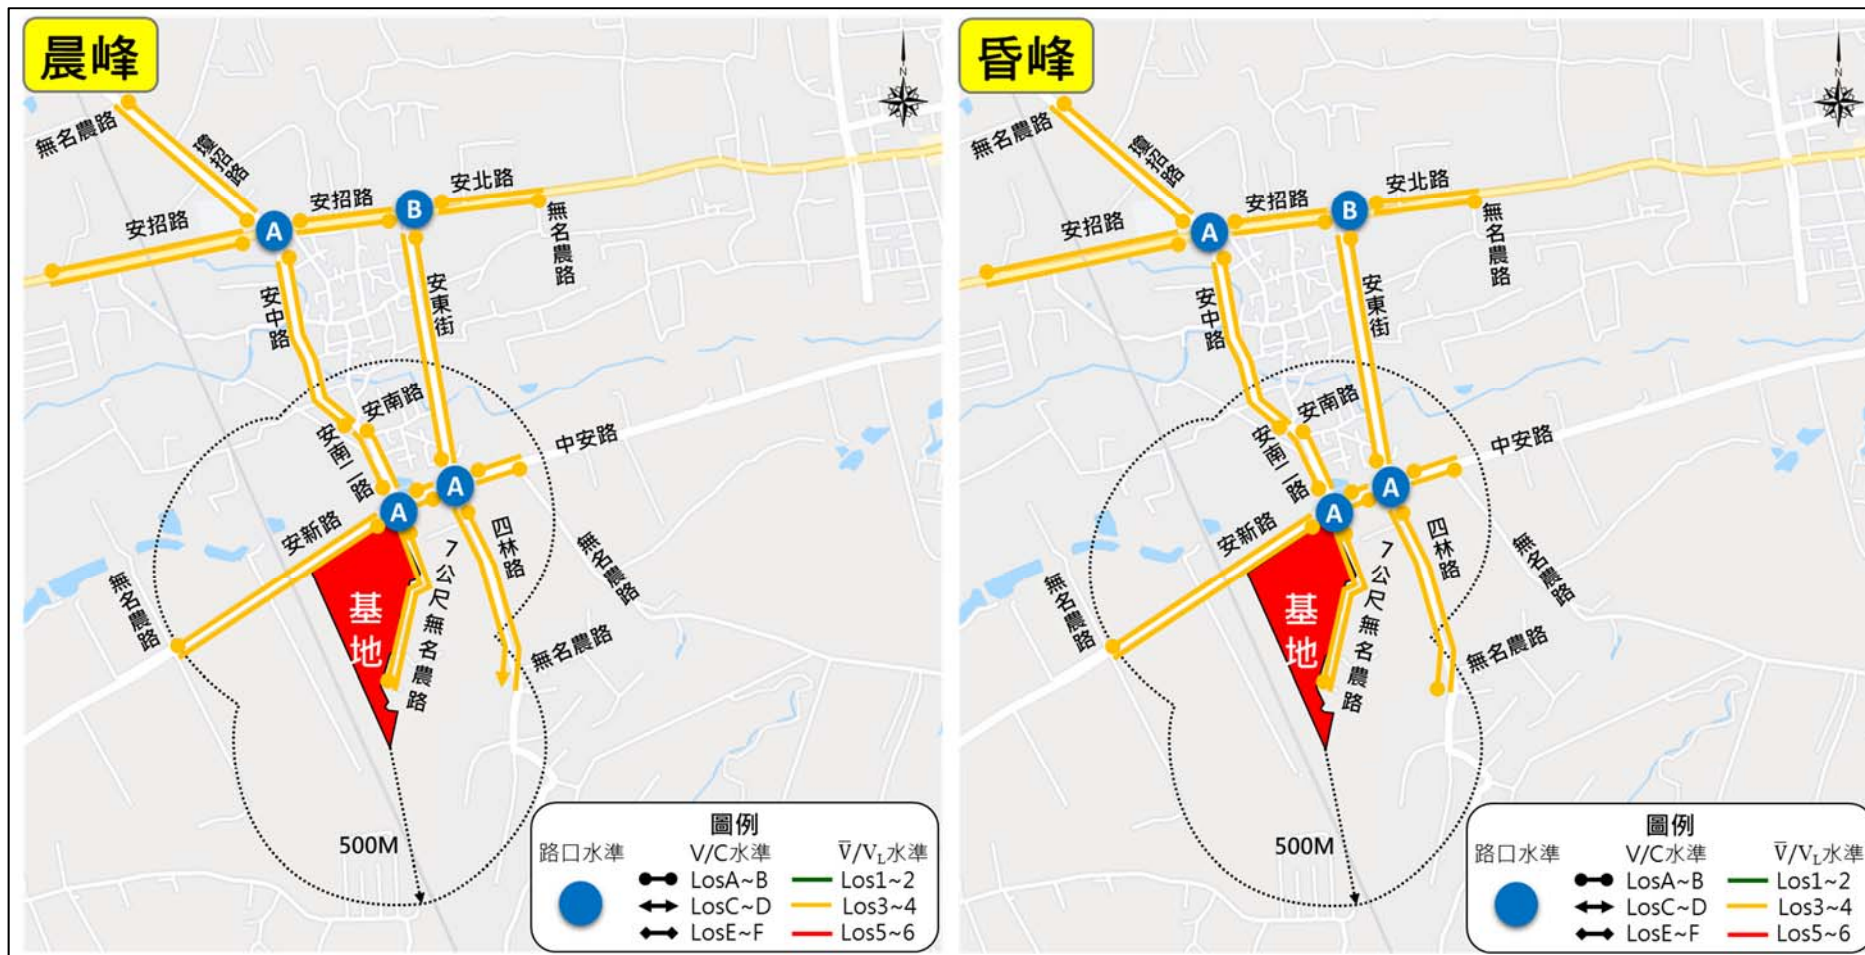 晨峰
N
無名農路
瓊招路
安招路
安招路
安北路
A
B
無名農路
安中路
安東街
安南路
安南二路
中安路
A
A
安新路
四林路
無名農路
無名農路
7公尺無名農路
基地
無名農路
500M
圖例
路口水準 V/C水準 V̅/V_L水準
LosA~B Los1~2
LosC~D Los3~4
LosE~F Los5~6
昏峰
N
無名農路
瓊招路
安招路
安招路
安北路
A
B
無名農路
安中路
安東街
安南路
安南二路
中安路
A
A
安新路
四林路
無名農路
無名農路
7公尺無名農路
基地
無名農路
500M
圖例
路口水準 V/C水準 V̅/V_L水準
LosA~B Los1~2
LosC~D Los3~4
LosE~F Los5~6